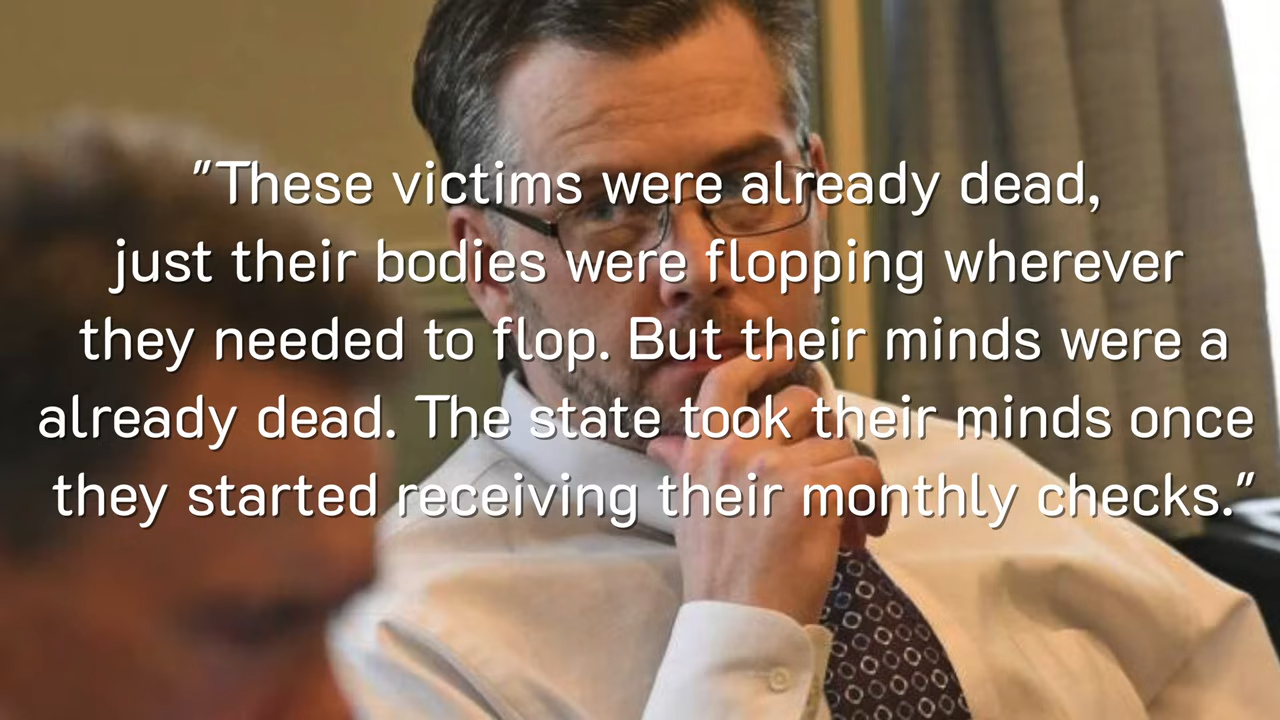 "These victims were already dead,
just their bodies were flopping wherever
they needed to flop. But their minds were a
already dead. The state took their minds once
they started receiving their monthly checks."